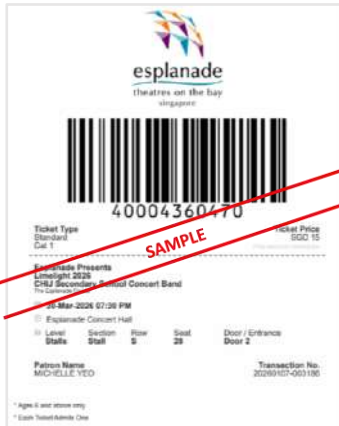 esplanade
theatres on the bay
singapore
40004360470
Ticket Type
Standard
Cat 1
Ticket Price
SGD 15
SAMPLE
Esplanade Presents
Limelight 2026
CHIJ Secondary School Concert Band
30-Mar-2026 07:30 PM
Esplanade Concert Hall
Level Section Row Seat Door / Entrance
Stalls Stall S 28 Door 2
Patron Name
MICHELLE YEO
Transaction No.
20260107-003186
* Ages 6 and above only
* Each Ticket Admits One